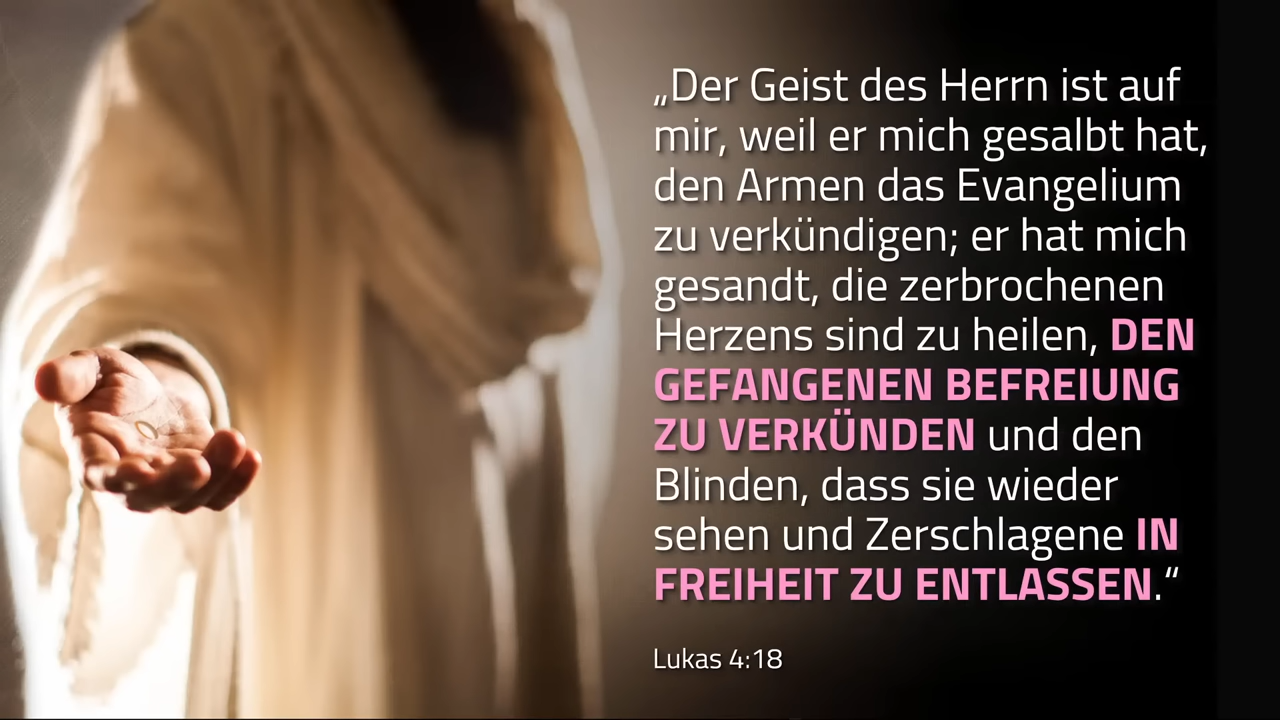 „Der Geist des Herrn ist auf
mir, weil er mich gesalbt hat,
den Armen das Evangelium
zu verkündigen; er hat mich
gesandt, die zerbrochenen
Herzens sind zu heilen, DEN
GEFANGENEN BEFREIUNG
ZU VERKÜNDEN und den
Blinden, dass sie wieder
sehen und Zerschlagene IN
FREIHEIT ZU ENTLASSEN.“
Lukas 4:18